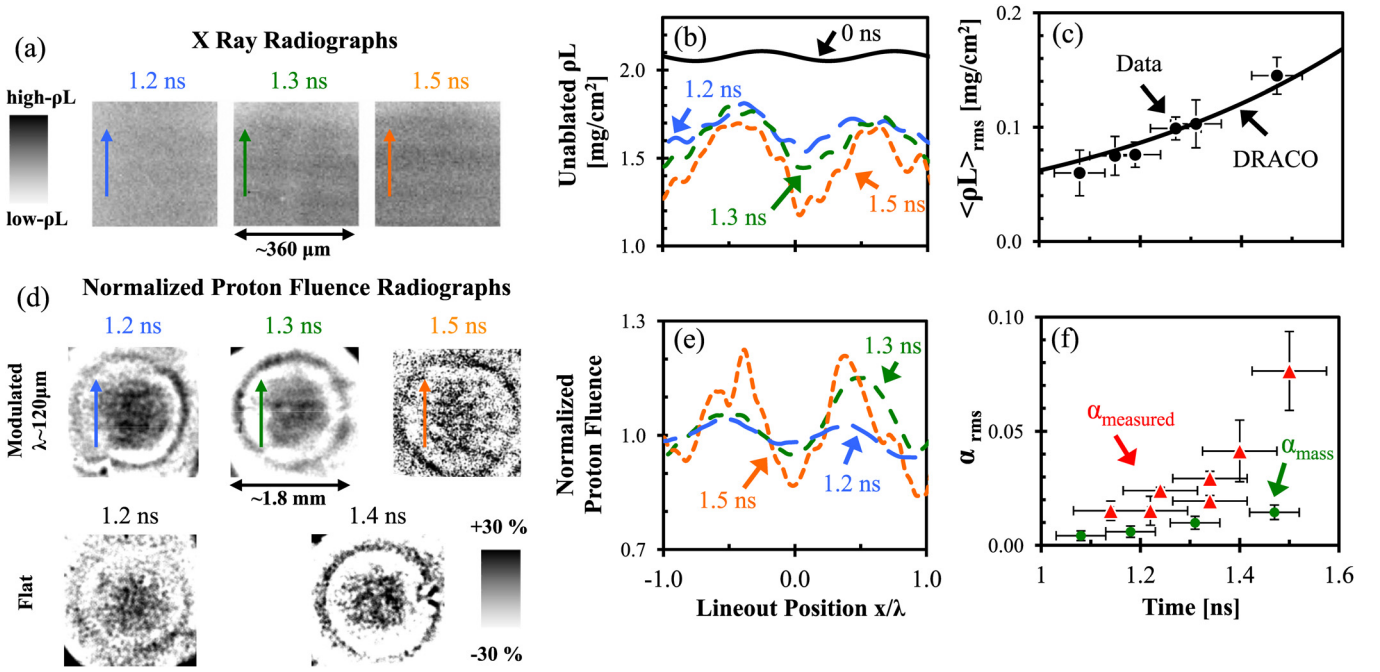 (a)
X Ray Radiographs
1.2 ns
1.3 ns
1.5 ns
high-ρL
low-ρL
~360 μm
(b)
Unablated ρL
[mg/cm²]
2.0
1.5
1.0
0 ns
1.2 ns
1.3 ns
1.5 ns
(c)
<ρL>rms [mg/cm²]
0.2
0.1
0.0
Data
DRACO
(d)
Normalized Proton Fluence Radiographs
1.2 ns
1.3 ns
1.5 ns
Modulated
λ~120μm
~1.8 mm
1.2 ns
1.4 ns
Flat
+30 %
-30 %
(e)
Normalized
Proton Fluence
1.3
1.0
0.7
1.3 ns
1.5 ns
1.2 ns
-1.0
0.0
1.0
Lineout Position x/λ
(f)
α rms
0.10
0.05
0.00
αmeasured
αmass
1
1.2
1.4
1.6
Time [ns]